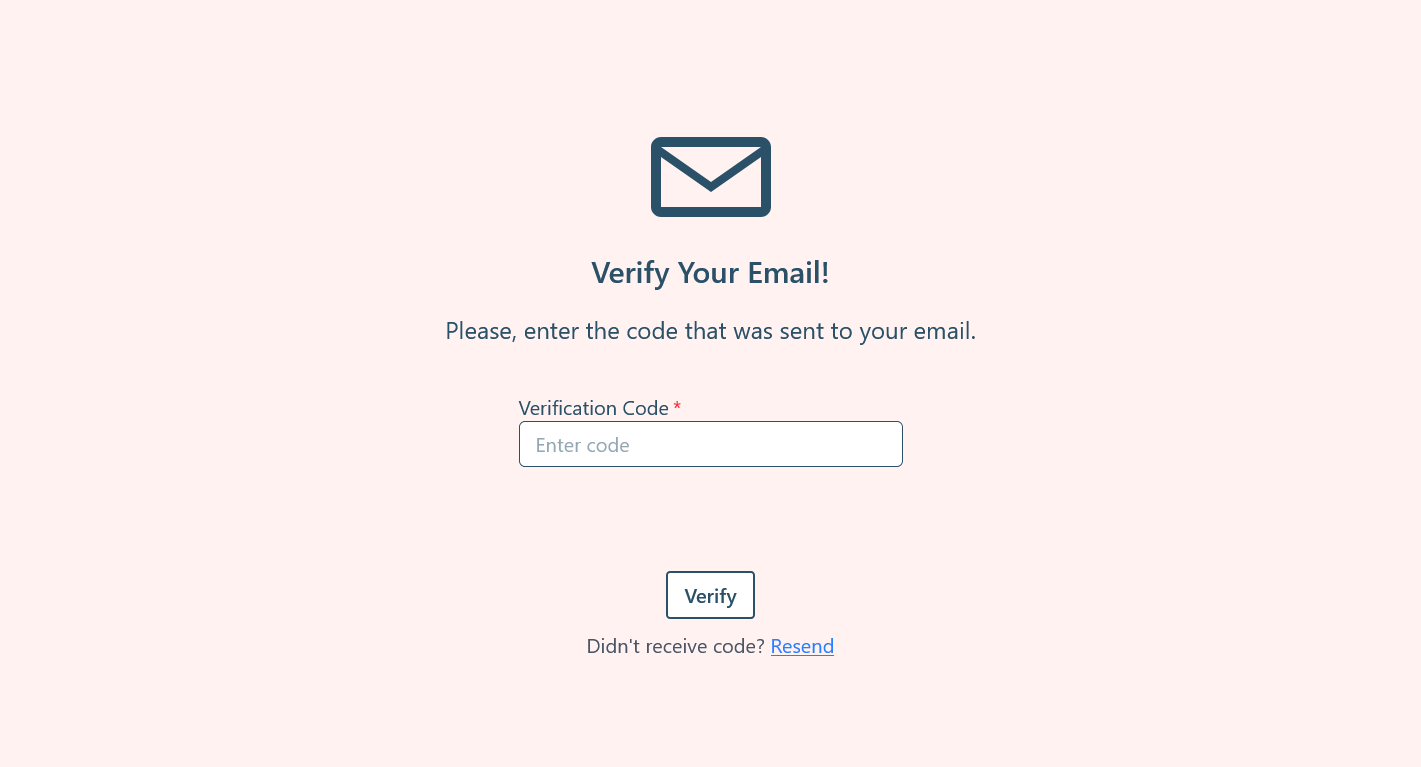 Verify Your Email!
Please, enter the code that was sent to your email.
Verification Code *
Enter code
Verify
Didn't receive code? Resend